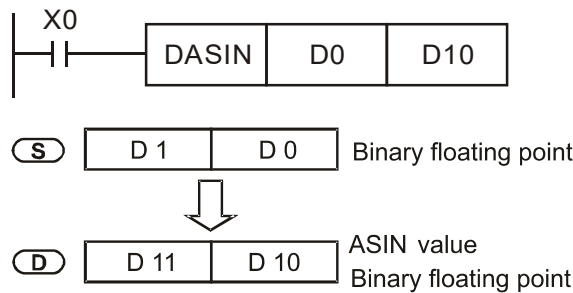 X0
DASIN D0 D10
S D 1 D 0 Binary floating point
D D 11 D 10 ASIN value
Binary floating point